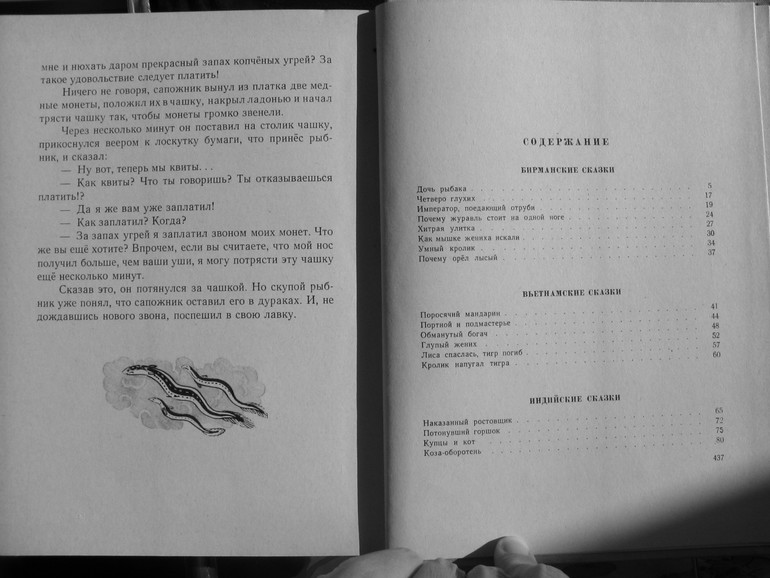 мне и нюхать даром прекрасный запах копчёных угрей? За
такое удовольствие следует платить!
Ничего не говоря, сапожник вынул из платка две мед-
ные монеты, положил их в чашку, накрыл ладонью и начал
трясти чашку так, чтобы монеты громко звенели.
Через несколько минут он поставил на столик чашку,
прикоснулся веером к лоскутку бумаги, что принёс рыб-
ник, и сказал:
— Ну вот, теперь мы квиты. . .
— Как квиты? Что ты говоришь? Ты отказываешься
платить!?
— Да я же вам уже заплатил!
— Как заплатил? Когда?
— За запах угрей я заплатил звоном моих монет. Что
же вы ещё хотите? Впрочем, если вы считаете, что мой нос
получил больше, чем ваши уши, я могу потрясти эту чашку
ещё несколько минут.
Сказав это, он потянулся за чашкой. Но скупой рыб-
ник уже понял, что сапожник оставил его в дураках. И, не
дождавшись нового звона, поспешил в свою лавку.
СОДЕРЖАНИЕ
БИРМАНСКИЕ СКАЗКИ
Дочь рыбака 5
Четверо глухих 17
Император, поедающий отруби 19
Почему журавль стоит на одной ноге 24
Хитрая улитка 27
Как мышке жениха искали 30
Умный кролик 34
Почему орёл лысый 37
ВЬЕТНАМСКИЕ СКАЗКИ
Поросячий мандарин 41
Портной и подмастерье 44
Обманутый богач 48
Глупый жених 52
Лиса спаслась, тигр погиб 57
Кролик напугал тигра 60
ИНДИЙСКИЕ СКАЗКИ
Наказанный ростовщик 65
Потонувший горшок 72
Купцы и кот 75
Коза-оборотень 80
437